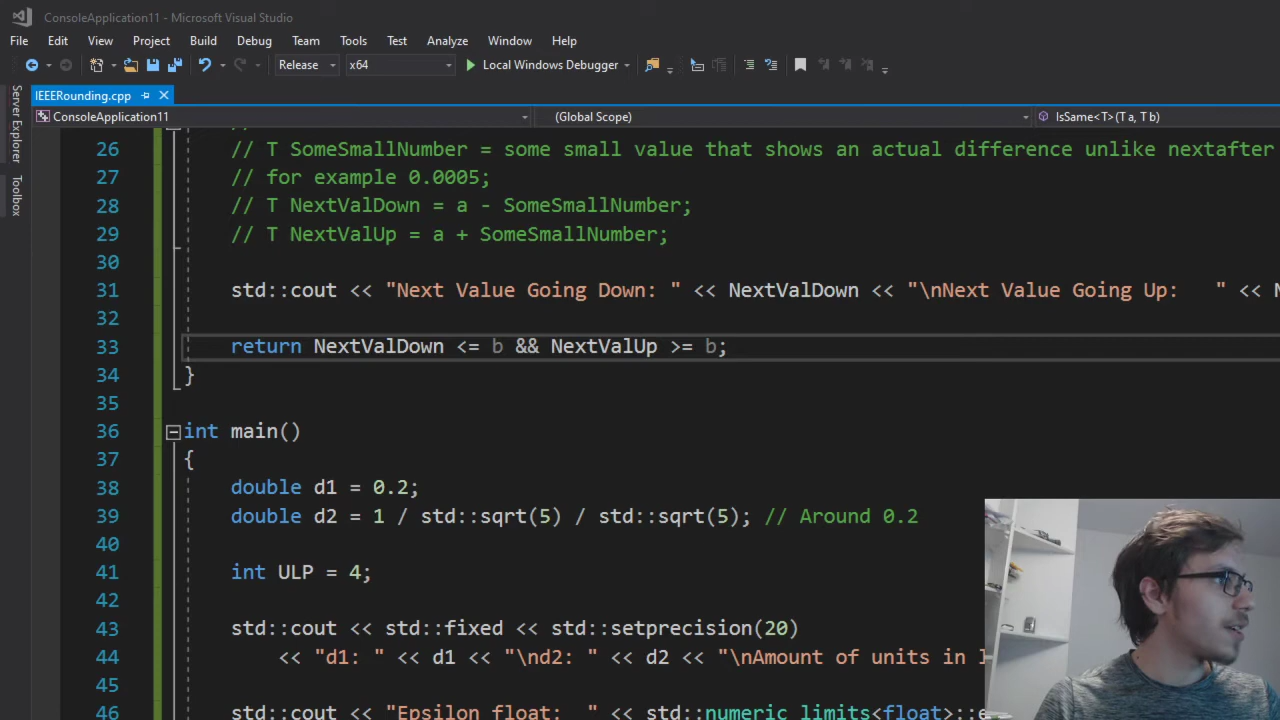 ConsoleApplication11 - Microsoft Visual Studio
File Edit View Project Build Debug Team Tools Test Analyze Window Help
Release x64 Local Windows Debugger
IEEERounding.cpp
ConsoleApplication11 (Global Scope) IsSame<T>(T a, T b)
Server Explorer
Toolbox
26 // T SomeSmallNumber = some small value that shows an actual difference unlike nextafter
27 // for example 0.0005;
28 // T NextValDown = a - SomeSmallNumber;
29 // T NextValUp = a + SomeSmallNumber;
30
31 std::cout << "Next Value Going Down: " << NextValDown << "\nNext Value Going Up: " << N
32
33 return NextValDown <= b && NextValUp >= b;
34 }
35
36 int main()
37 {
38 double d1 = 0.2;
39 double d2 = 1 / std::sqrt(5) / std::sqrt(5); // Around 0.2
40
41 int ULP = 4;
42
43 std::cout << std::fixed << std::setprecision(20)
44 << "d1: " << d1 << "\nd2: " << d2 << "\nAmount of units in l
45
46 std::cout << "Epsilon float: " << std::numeric_limits<float>::e